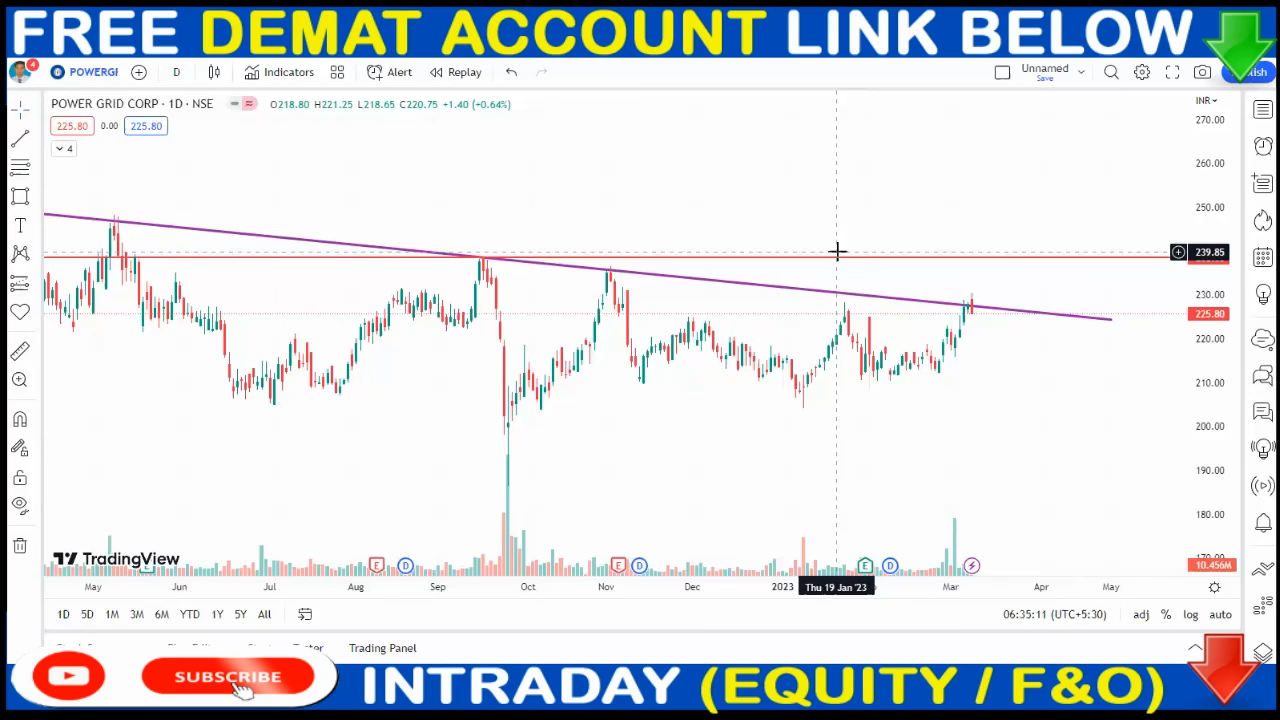 FREE DEMAT ACCOUNT LINK BELOW
4 POWERGI D Indicators Alert Replay Unnamed Save
POWER GRID CORP · 1D · NSE O218.80 H221.25 L218.65 C220.75 +1.40 (+0.64%) INR
225.80 0.00 225.80
4
270.00
260.00
250.00
239.85
230.00
225.80
220.00
210.00
200.00
190.00
180.00
170.00
10.456M
TradingView
E D E D E D
May Jun Jul Aug Sep Oct Nov Dec 2023 Thu 19 Jan '23 Mar Apr May
1D 5D 1M 3M 6M YTD 1Y 5Y All 06:35:11 (UTC+5:30) adj % log auto
Trading Panel
SUBSCRIBE
INTRADAY (EQUITY / F&O)